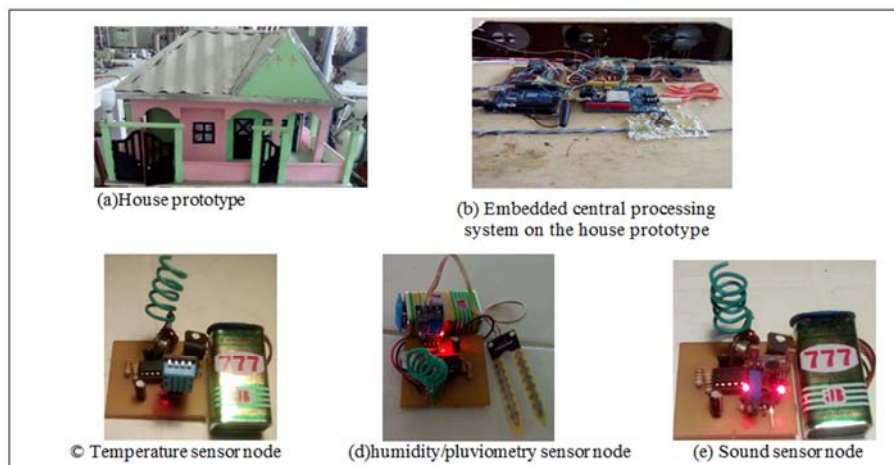 (a)House prototype
(b) Embedded central processing
system on the house prototype
777
© Temperature sensor node
(d)humidity/pluviometry sensor node
777
(e) Sound sensor node